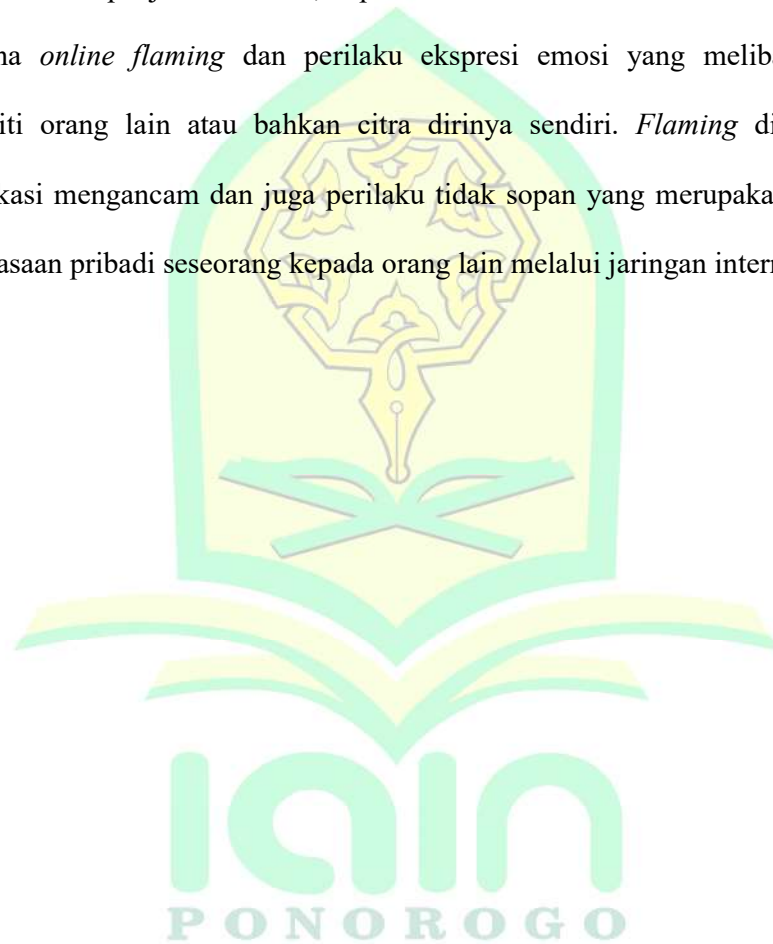 na online flaming dan perilaku ekspresi emosi yang meliba
iti orang lain atau bahkan citra dirinya sendiri. Flaming di
kasi mengancam dan juga perilaku tidak sopan yang merupaka
asaan pribadi seseorang kepada orang lain melalui jaringan intern
iain
PONOROGO